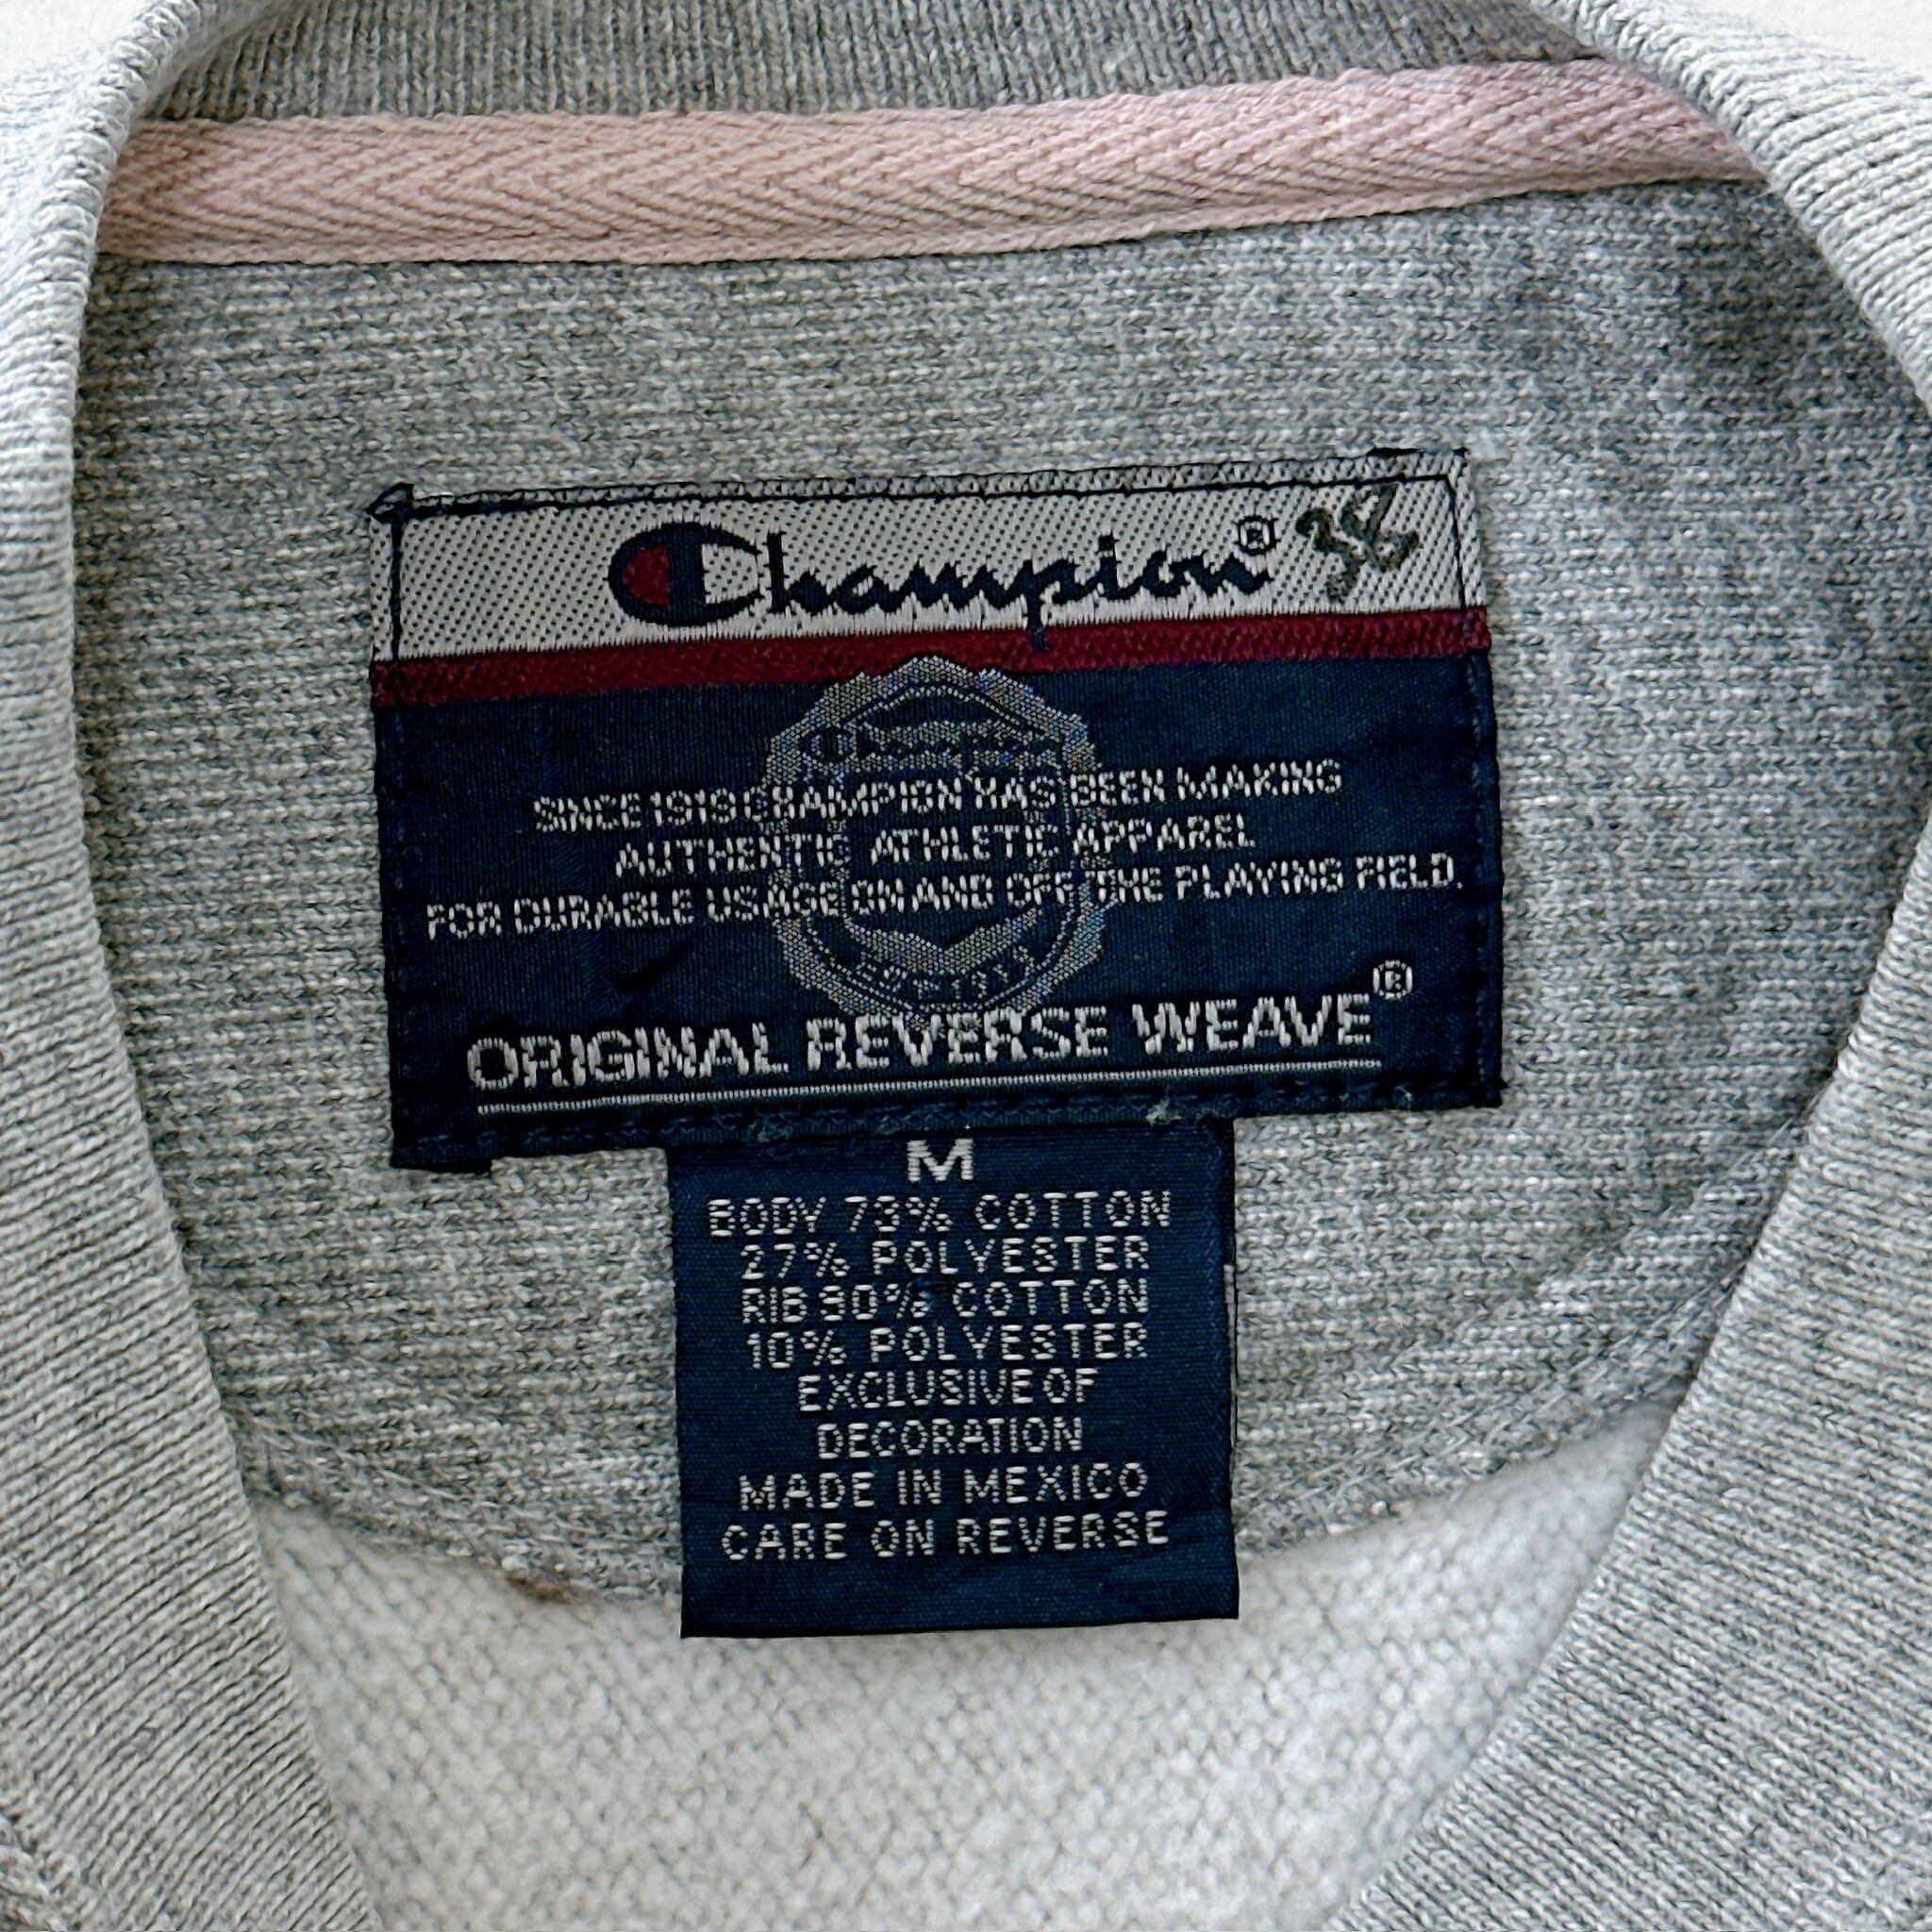 Champion® 38
Champion
SINCE 1919 CHAMPION HAS BEEN MAKING
AUTHENTIC ATHLETIC APPAREL
FOR DURABLE USAGE ON AND OFF THE PLAYING FIELD.
ORIGINAL REVERSE WEAVE®
M
BODY 73% COTTON
27% POLYESTER
RIB 90% COTTON
10% POLYESTER
EXCLUSIVE OF
DECORATION
MADE IN MEXICO
CARE ON REVERSE